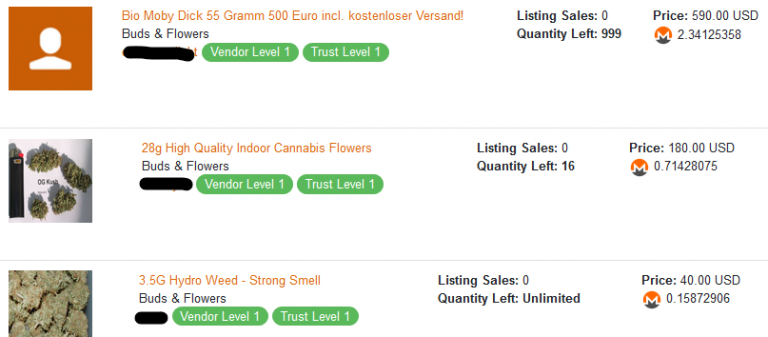 Bio Moby Dick 55 Gramm 500 Euro incl. kostenloser Versand!
Buds & Flowers
Vendor Level 1
Trust Level 1
Listing Sales: 0
Quantity Left: 999
Price: 590.00 USD
2.34125358
OG Kush
28g High Quality Indoor Cannabis Flowers
Buds & Flowers
Vendor Level 1
Trust Level 1
Listing Sales: 0
Quantity Left: 16
Price: 180.00 USD
0.71428075
3.5G Hydro Weed - Strong Smell
Buds & Flowers
Vendor Level 1
Trust Level 1
Listing Sales: 0
Quantity Left: Unlimited
Price: 40.00 USD
0.15872906